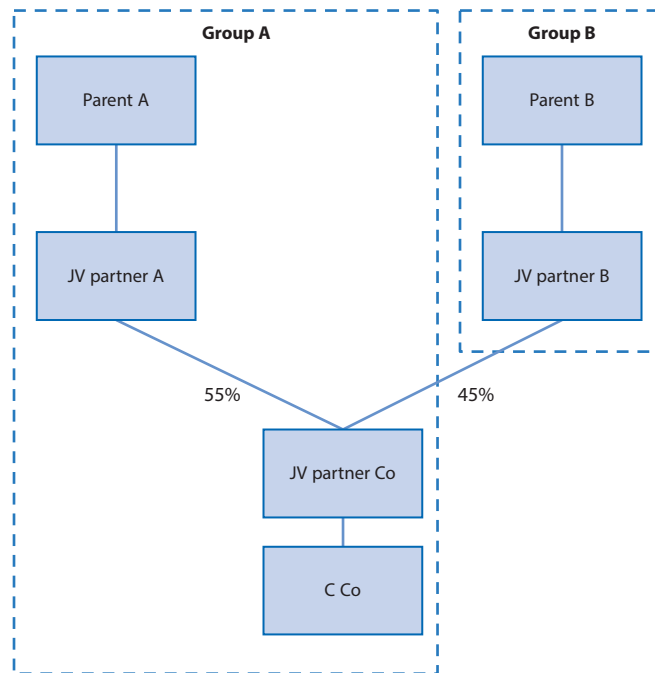 Group A
Group B
Parent A
Parent B
JV partner A
JV partner B
55%
45%
JV partner Co
C Co